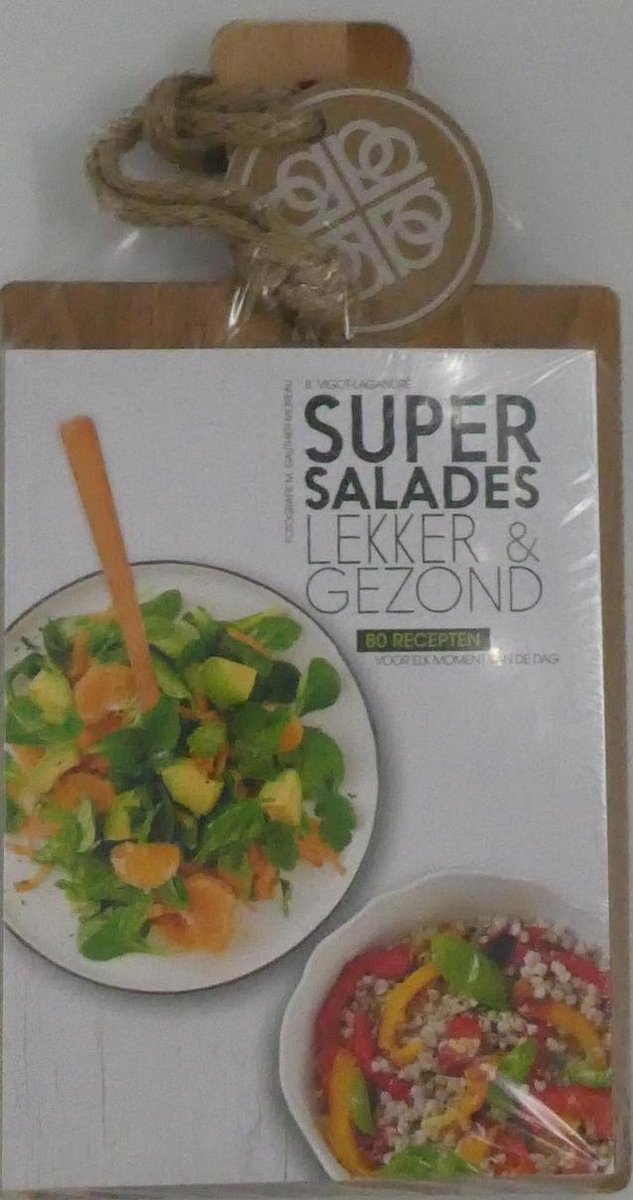 B. VIGOT-LAGANDRÉ
SUPER
SALADES
LEKKER &
GEZOND
80 RECEPTEN
VOOR ELK MOMENT VAN DE DAG
FOTOGRAFIE M. GAUTHIER-MOREAU